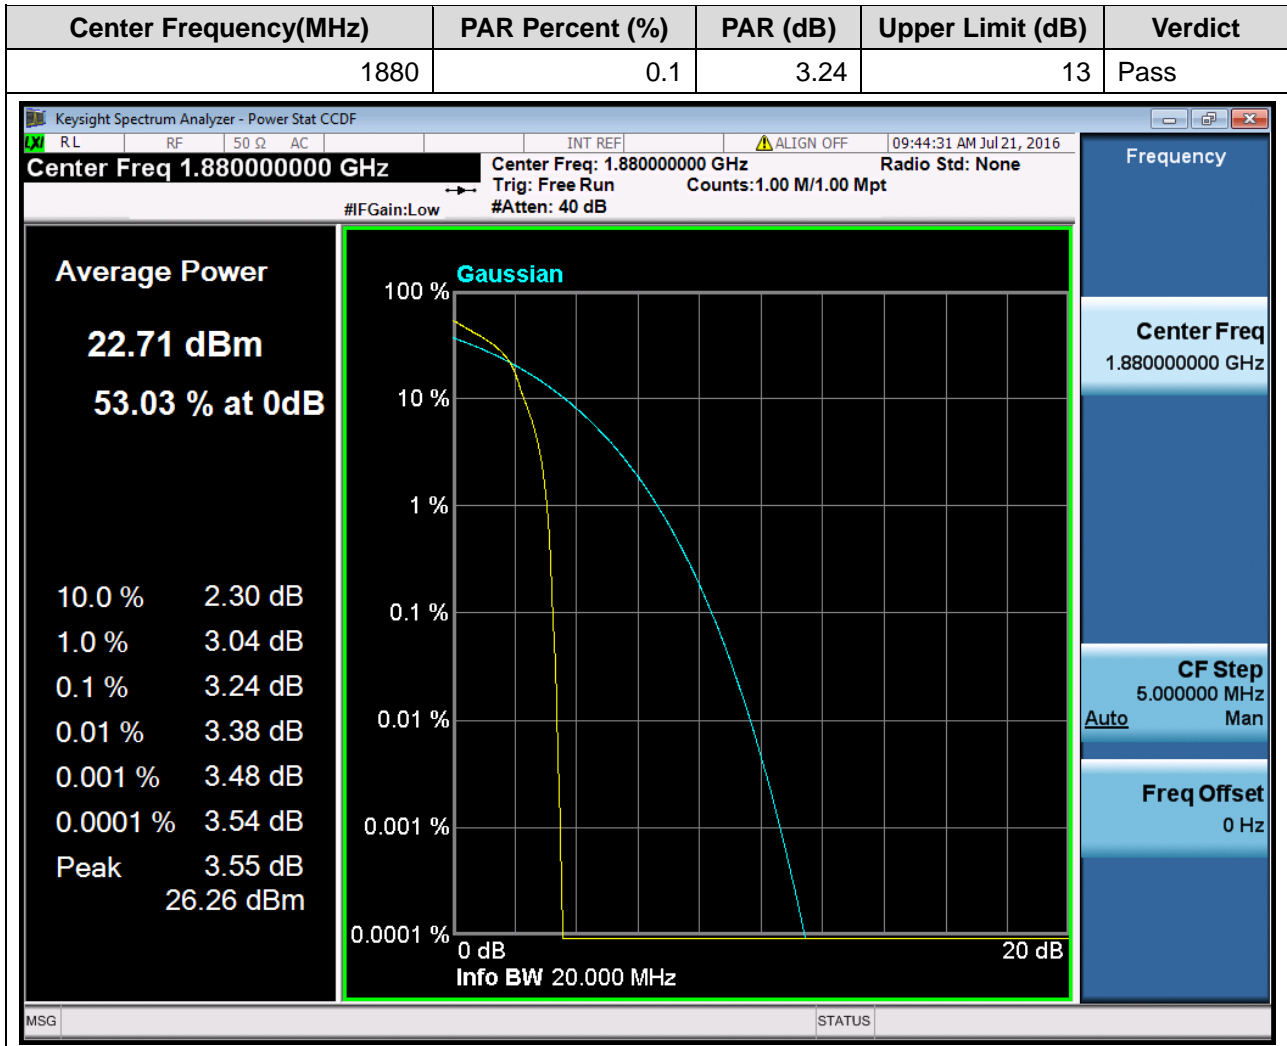 Center Frequency(MHz) PAR Percent (%) PAR (dB) Upper Limit (dB) Verdict
1880 0.1 3.24 13 Pass
Keysight Spectrum Analyzer - Power Stat CCDF
LXI RL RF 50 Ω AC INT REF ALIGN OFF 09:44:31 AM Jul 21, 2016
Center Freq 1.880000000 GHz
Center Freq: 1.880000000 GHz Radio Std: None
Trig: Free Run Counts:1.00 M/1.00 Mpt
#IFGain:Low #Atten: 40 dB
Average Power
22.71 dBm
53.03 % at 0dB
10.0 % 2.30 dB
1.0 % 3.04 dB
0.1 % 3.24 dB
0.01 % 3.38 dB
0.001 % 3.48 dB
0.0001 % 3.54 dB
Peak 3.55 dB
26.26 dBm
Gaussian
100 %
10 %
1 %
0.1 %
0.01 %
0.001 %
0.0001 %
0 dB 20 dB
Info BW 20.000 MHz
Frequency
Center Freq
1.880000000 GHz
CF Step
5.000000 MHz
Auto Man
Freq Offset
0 Hz
MSG STATUS